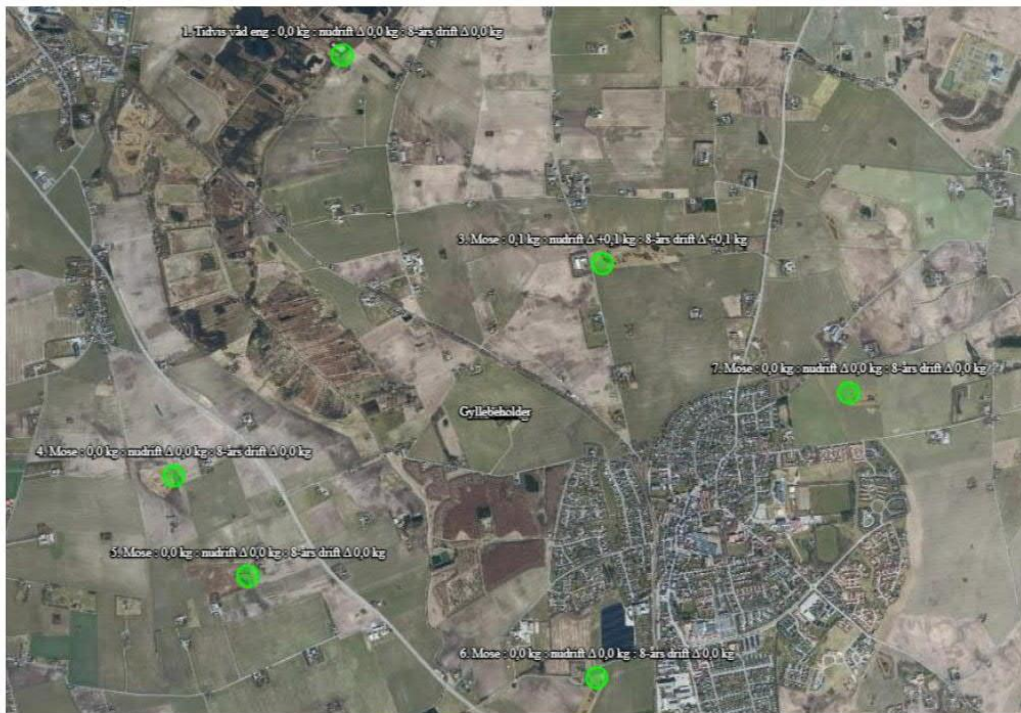 1. Tidvis våd eng : 0,0 kg : nudrift Δ 0,0 kg : 8-års drift Δ 0,0 kg
3. Mose : 0,1 kg : nudrift Δ +0,1 kg : 8-års drift Δ +0,1 kg
7. Mose : 0,0 kg : nudrift Δ 0,0 kg : 8-års drift Δ 0,0 kg
Gyllebeholder
4. Mose : 0,0 kg : nudrift Δ 0,0 kg : 8-års drift Δ 0,0 kg
5. Mose : 0,0 kg : nudrift Δ 0,0 kg : 8-års drift Δ 0,0 kg
6. Mose : 0,0 kg : nudrift Δ 0,0 kg : 8-års drift Δ 0,0 kg